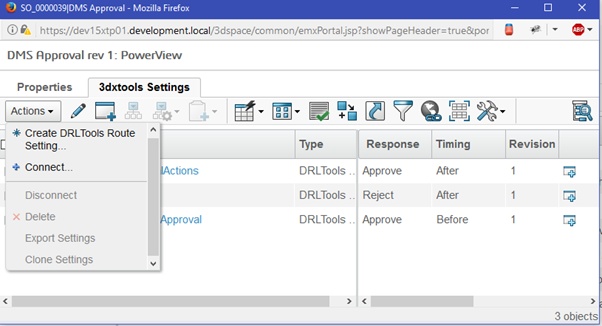 SO_0000039|DMS Approval - Mozilla Firefox
https://dev15xtp01.development.local/3dspace/common/emxPortal.jsp?showPageHeader=true&por
ABP
DMS Approval rev 1: PowerView
Properties
3dxtools Settings
Actions
Create DRLTools Route
Setting...
Connect...
Disconnect
Delete
Export Settings
Clone Settings
Type Response Timing Revision
lActions DRLTools ... Approve After 1
DRLTools ... Reject After 1
Approval DRLTools ... Approve Before 1
3 objects